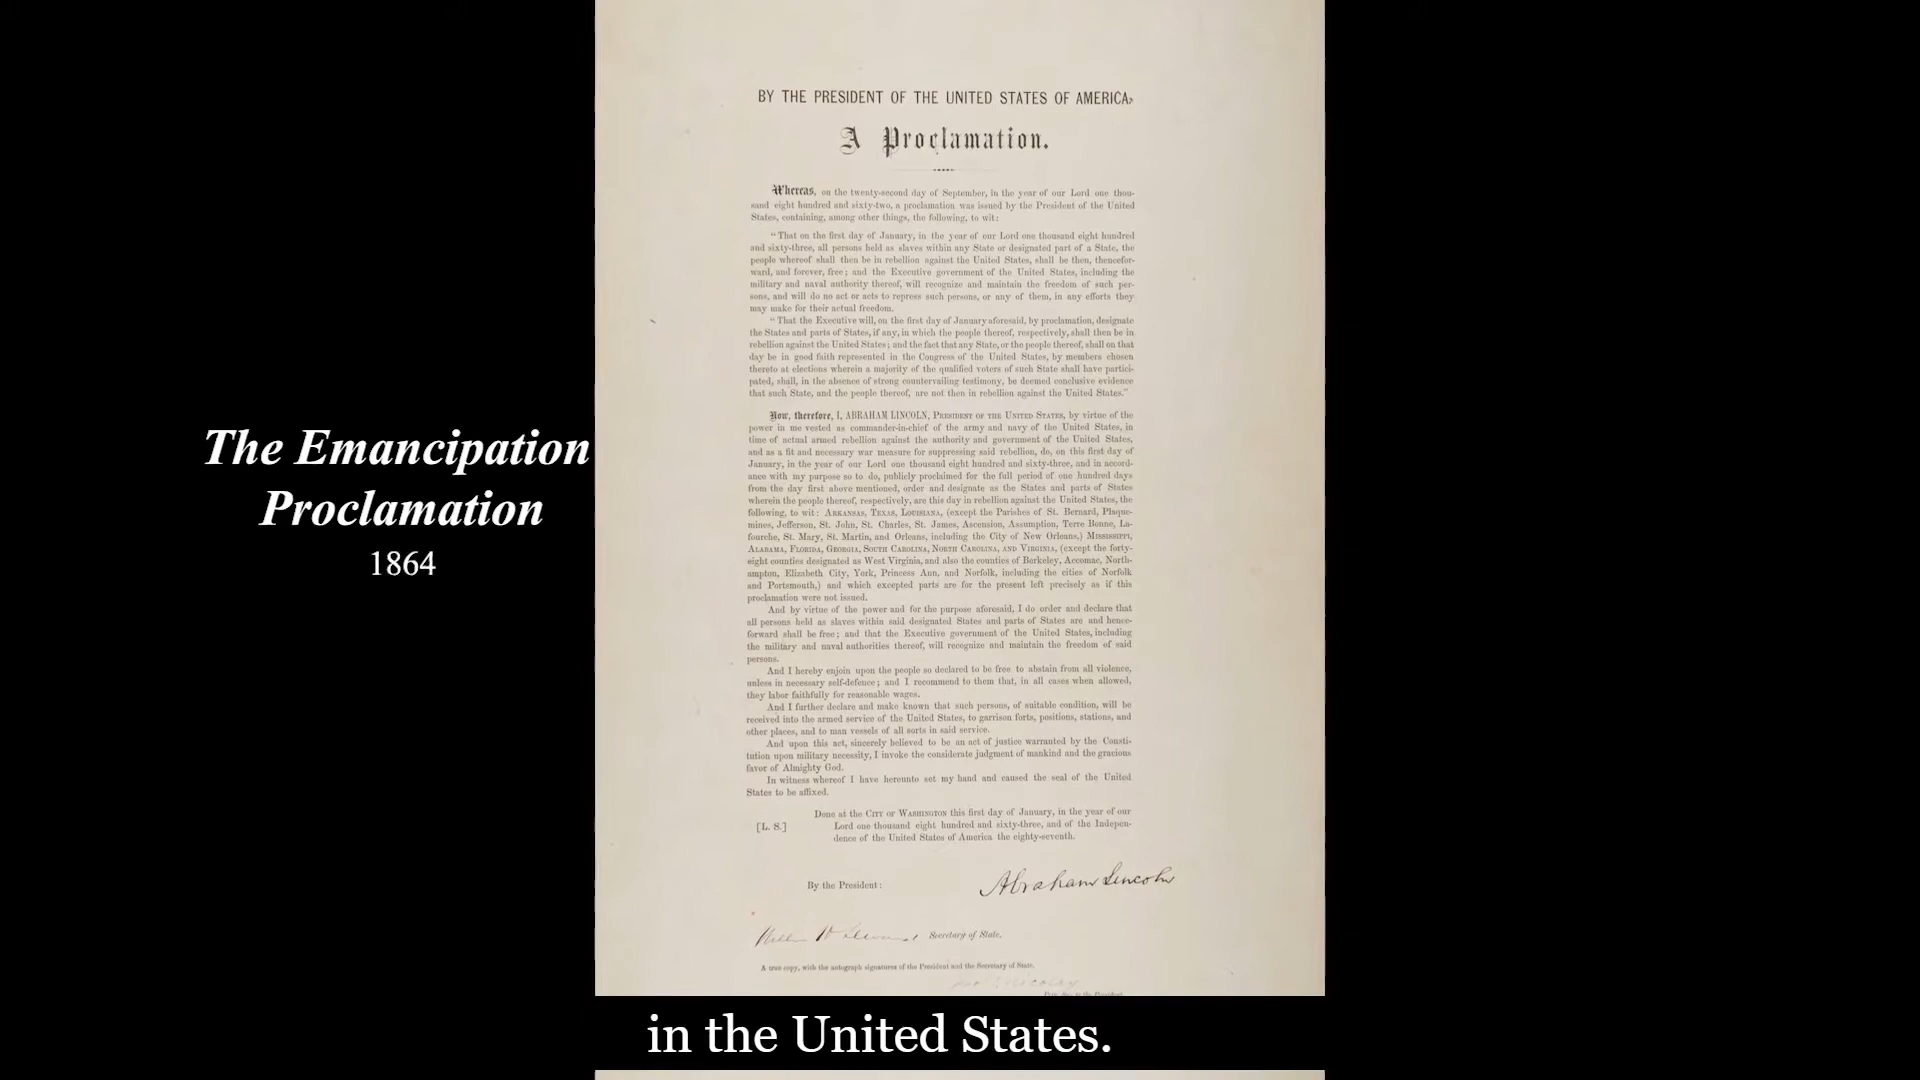 The Emancipation
Proclamation
1864
BY THE PRESIDENT OF THE UNITED STATES OF AMERICA.
A Proclamation.
Whereas, on the twenty-second day of September, in the year of our Lord one thou-
sand eight hundred and sixty-two, a proclamation was issued by the President of the United
States, containing, among other things, the following, to wit:
"That on the first day of January, in the year of our Lord one thousand eight hundred
and sixty-three, all persons held as slaves within any State or designated part of a State, the
people whereof shall then be in rebellion against the United States, shall be then, thencefor-
ward, and forever, free; and the Executive government of the United States, including the
military and naval authority thereof, will recognize and maintain the freedom of such per-
sons, and will do no act or acts to repress such persons, or any of them, in any efforts they
may make for their actual freedom.
"That the Executive will, on the first day of January aforesaid, by proclamation, designate
the States and parts of States, if any, in which the people thereof, respectively, shall then be in
rebellion against the United States; and the fact that any State, or the people thereof, shall on that
day be in good faith represented in the Congress of the United States, by members chosen
thereto at elections wherein a majority of the qualified voters of such State shall have partici-
pated, shall, in the absence of strong countervailing testimony, be deemed conclusive evidence
that such State, and the people thereof, are not then in rebellion against the United States."
Now, therefore, I, ABRAHAM LINCOLN, PRESIDENT OF THE UNITED STATES, by virtue of the
power in me vested as commander-in-chief of the army and navy of the United States, in
time of actual armed rebellion against the authority and government of the United States,
and as a fit and necessary war measure for suppressing said rebellion, do, on this first day of
January, in the year of our Lord one thousand eight hundred and sixty-three, and in accord-
ance with my purpose so to do, publicly proclaimed for the full period of one hundred days
from the day first above mentioned, order and designate as the States and parts of States
wherein the people thereof, respectively, are this day in rebellion against the United States, the
following, to wit: ARKANSAS, TEXAS, LOUISIANA, (except the Parishes of St. Bernard, Plaque-
mines, Jefferson, St. John, St. Charles, St. James, Ascension, Assumption, Terre Bonne, La-
fourche, St. Mary, St. Martin, and Orleans, including the City of New Orleans,) MISSISSIPPI,
ALABAMA, FLORIDA, GEORGIA, SOUTH CAROLINA, NORTH CAROLINA, AND VIRGINIA, (except the forty-
eight counties designated as West Virginia, and also the counties of Berkeley, Accomac, North-
ampton, Elizabeth City, York, Princess Ann, and Norfolk, including the cities of Norfolk
and Portsmouth,) and which excepted parts are for the present left precisely as if this
proclamation were not issued.
And by virtue of the power and for the purpose aforesaid, I do order and declare that
all persons held as slaves within said designated States and parts of States are and hence-
forward shall be free; and that the Executive government of the United States, including
the military and naval authorities thereof, will recognize and maintain the freedom of said
persons.
And I hereby enjoin upon the people so declared to be free to abstain from all violence,
unless in necessary self-defence; and I recommend to them that, in all cases when allowed,
they labor faithfully for reasonable wages.
And I further declare and make known that such persons, of suitable condition, will be
received into the armed service of the United States, to garrison forts, positions, stations, and
other places, and to man vessels of all sorts in said service.
And upon this act, sincerely believed to be an act of justice warranted by the Consti-
tution upon military necessity, I invoke the considerate judgment of mankind and the gracious
favor of Almighty God.
In witness whereof I have hereunto set my hand and caused the seal of the United
States to be affixed.
Done at the CITY OF WASHINGTON this first day of January, in the year of our
[L. S.] Lord one thousand eight hundred and sixty-three, and of the Indepen-
dence of the United States of America the eighty-seventh.
By the President: Abraham Lincoln
William H Seward Secretary of State.
A true copy, with the autograph signatures of the President and the Secretary of State.
in the United States.